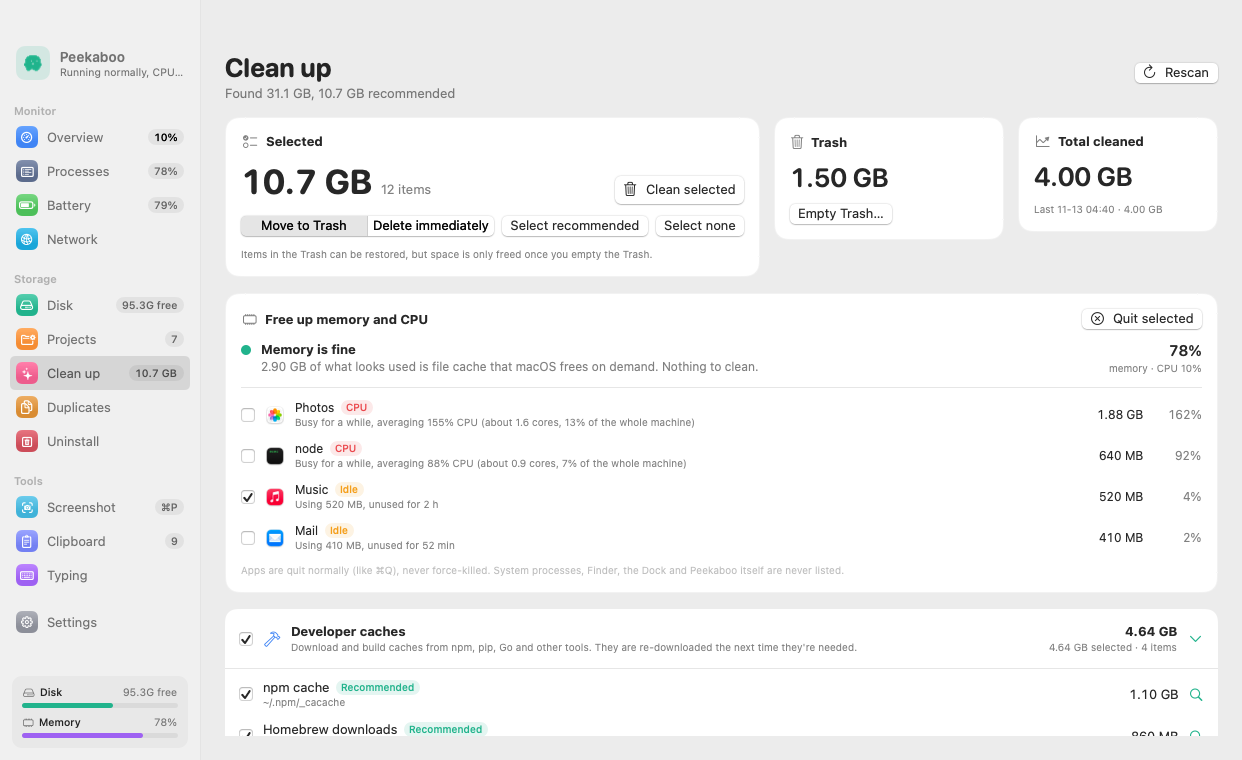 Peekaboo
Running normally, CPU...
Monitor
Overview 10%
Processes 78%
Battery 79%
Network
Storage
Disk 95.3G free
Projects 7
Clean up 10.7 GB
Duplicates
Uninstall
Tools
Screenshot ⌘P
Clipboard 9
Typing
Settings
Disk 95.3G free
Memory 78%
Clean up
Found 31.1 GB, 10.7 GB recommended
Rescan
Selected
10.7 GB 12 items
Clean selected
Move to Trash Delete immediately Select recommended Select none
Items in the Trash can be restored, but space is only freed once you empty the Trash.
Trash
1.50 GB
Empty Trash...
Total cleaned
4.00 GB
Last 11-13 04:40 · 4.00 GB
Free up memory and CPU
Quit selected
Memory is fine
2.90 GB of what looks used is file cache that macOS frees on demand. Nothing to clean.
78%
memory · CPU 10%
Photos CPU
Busy for a while, averaging 155% CPU (about 1.6 cores, 13% of the whole machine)
1.88 GB 162%
node CPU
Busy for a while, averaging 88% CPU (about 0.9 cores, 7% of the whole machine)
640 MB 92%
Music Idle
Using 520 MB, unused for 2 h
520 MB 4%
Mail Idle
Using 410 MB, unused for 52 min
410 MB 2%
Apps are quit normally (like ⌘Q), never force-killed. System processes, Finder, the Dock and Peekaboo itself are never listed.
Developer caches
Download and build caches from npm, pip, Go and other tools. They are re-downloaded the next time they're needed.
4.64 GB
4.64 GB selected · 4 items
npm cache Recommended
~/.npm/_cacache
1.10 GB
Homebrew downloads Recommended
860 MB